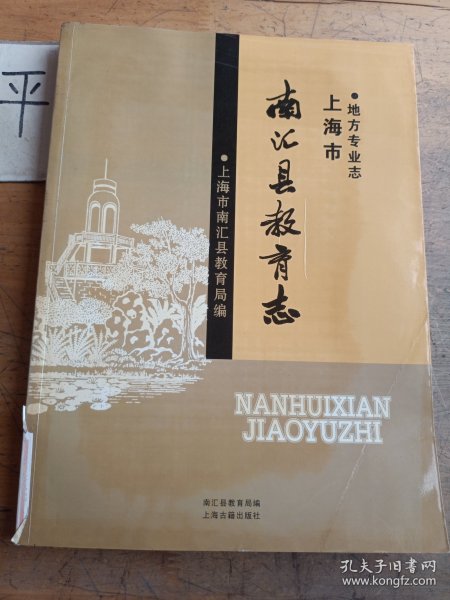 平
•地方专业志
上海市
南汇县教育志
•上海市南汇县教育局编
NANHUIXIAN
JIAOYUZHI
南汇县教育局编
上海古籍出版社
孔夫子旧书网
www.kongfz.com